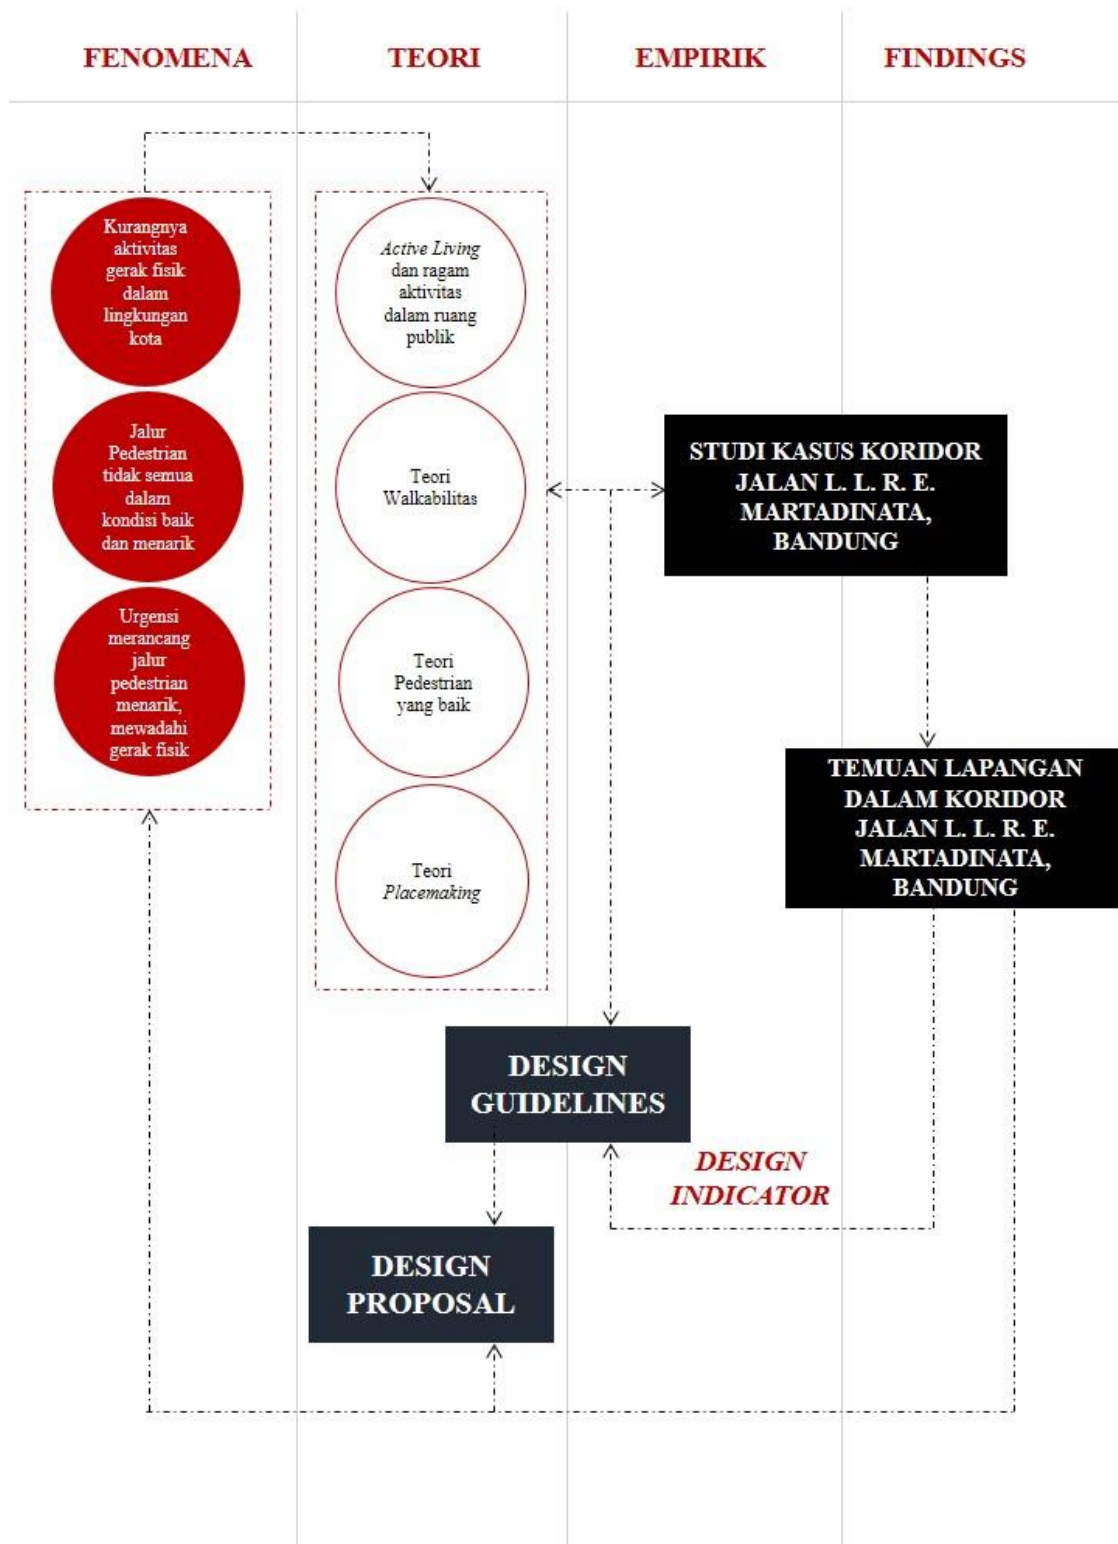 FENOMENA
TEORI
EMPIRIK
FINDINGS
Kurangnya
aktivitas
gerak fisik
dalam
lingkungan
kota
Jalur
Pedestrian
tidak semua
dalam
kondisi baik
dan menarik
Urgensi
merancang
jalur
pedestrian
menarik,
mewadahi
gerak fisik
Active Living
dan ragam
aktivitas
dalam ruang
publik
Teori
Walkabilitas
Teori
Pedestrian
yang baik
Teori
Placemaking
STUDI KASUS KORIDOR
JALAN L. L. R. E.
MARTADINATA,
BANDUNG
TEMUAN LAPANGAN
DALAM KORIDOR
JALAN L. L. R. E.
MARTADINATA,
BANDUNG
DESIGN
GUIDELINES
DESIGN
INDICATOR
DESIGN
PROPOSAL